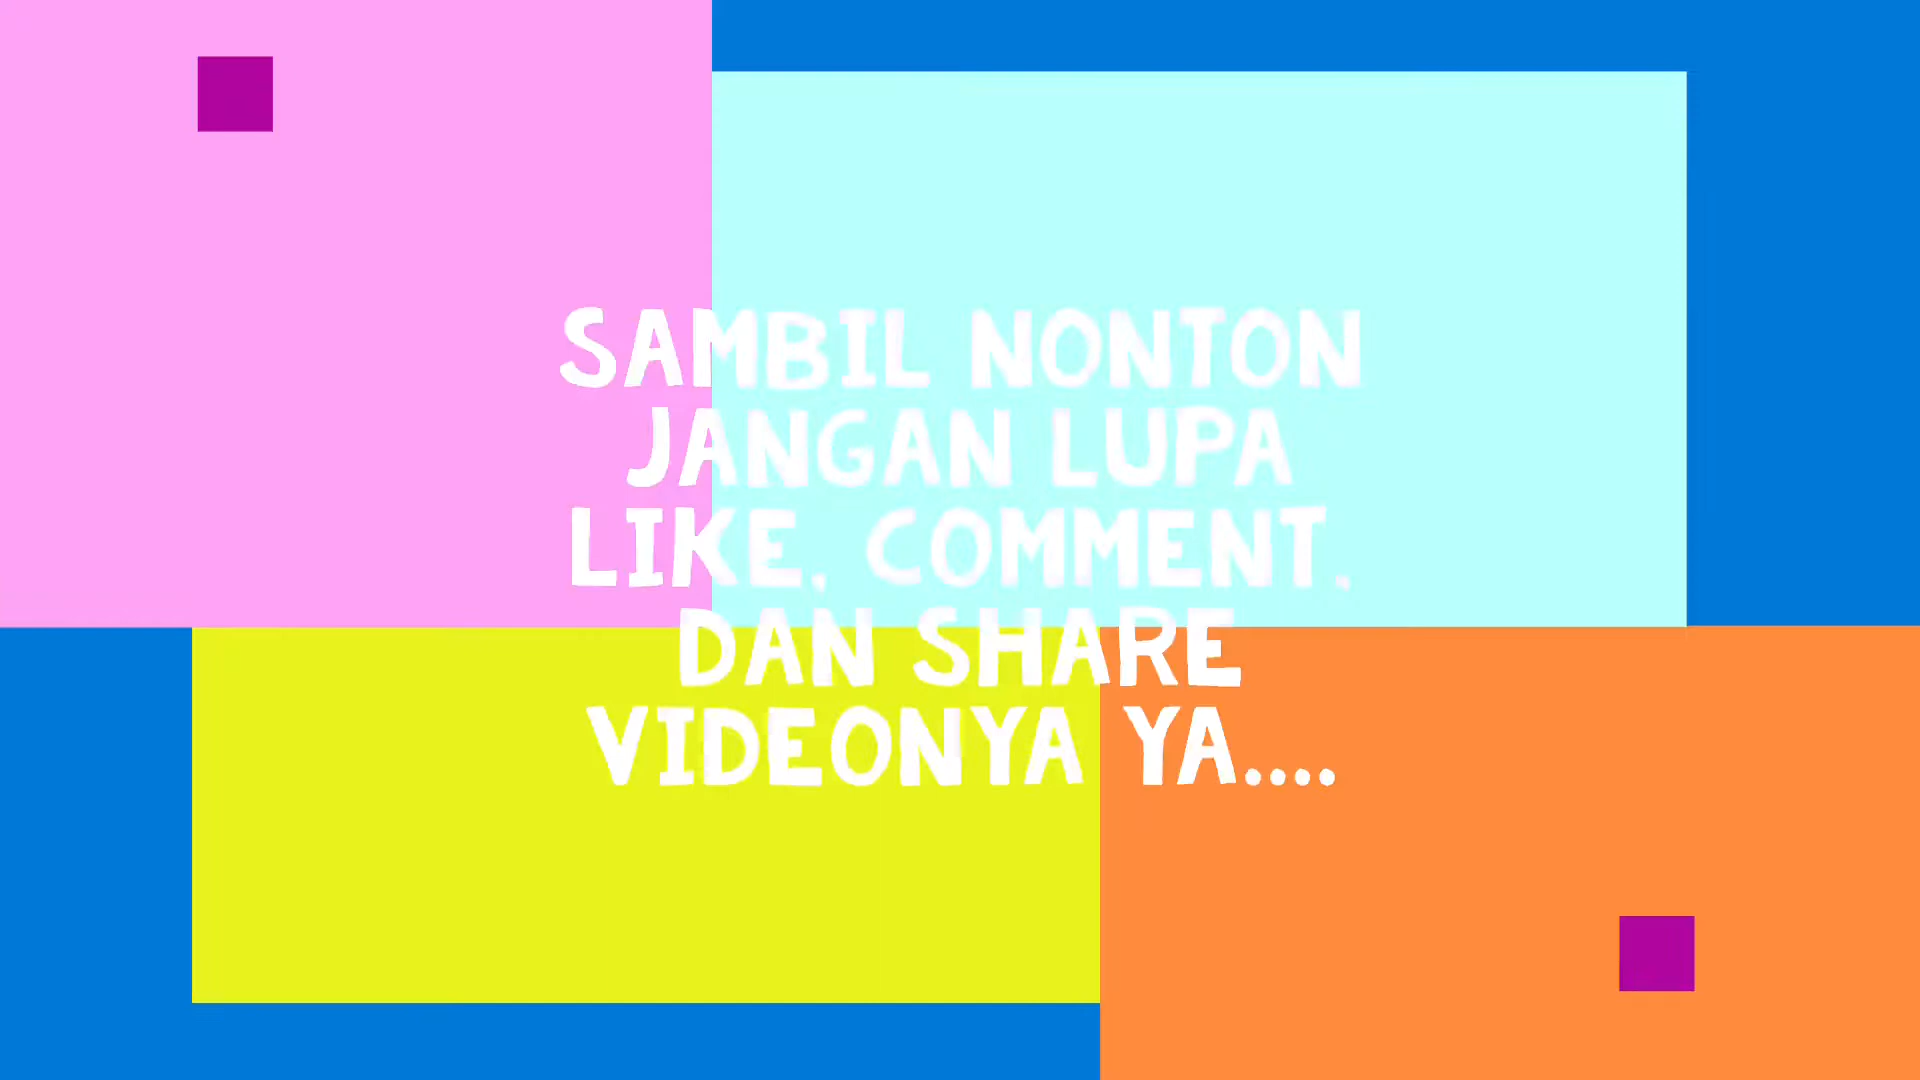 SAMBIL NONTON
JANGAN LUPA
LIKE, COMMENT,
DAN SHARE
VIDEONYA YA....